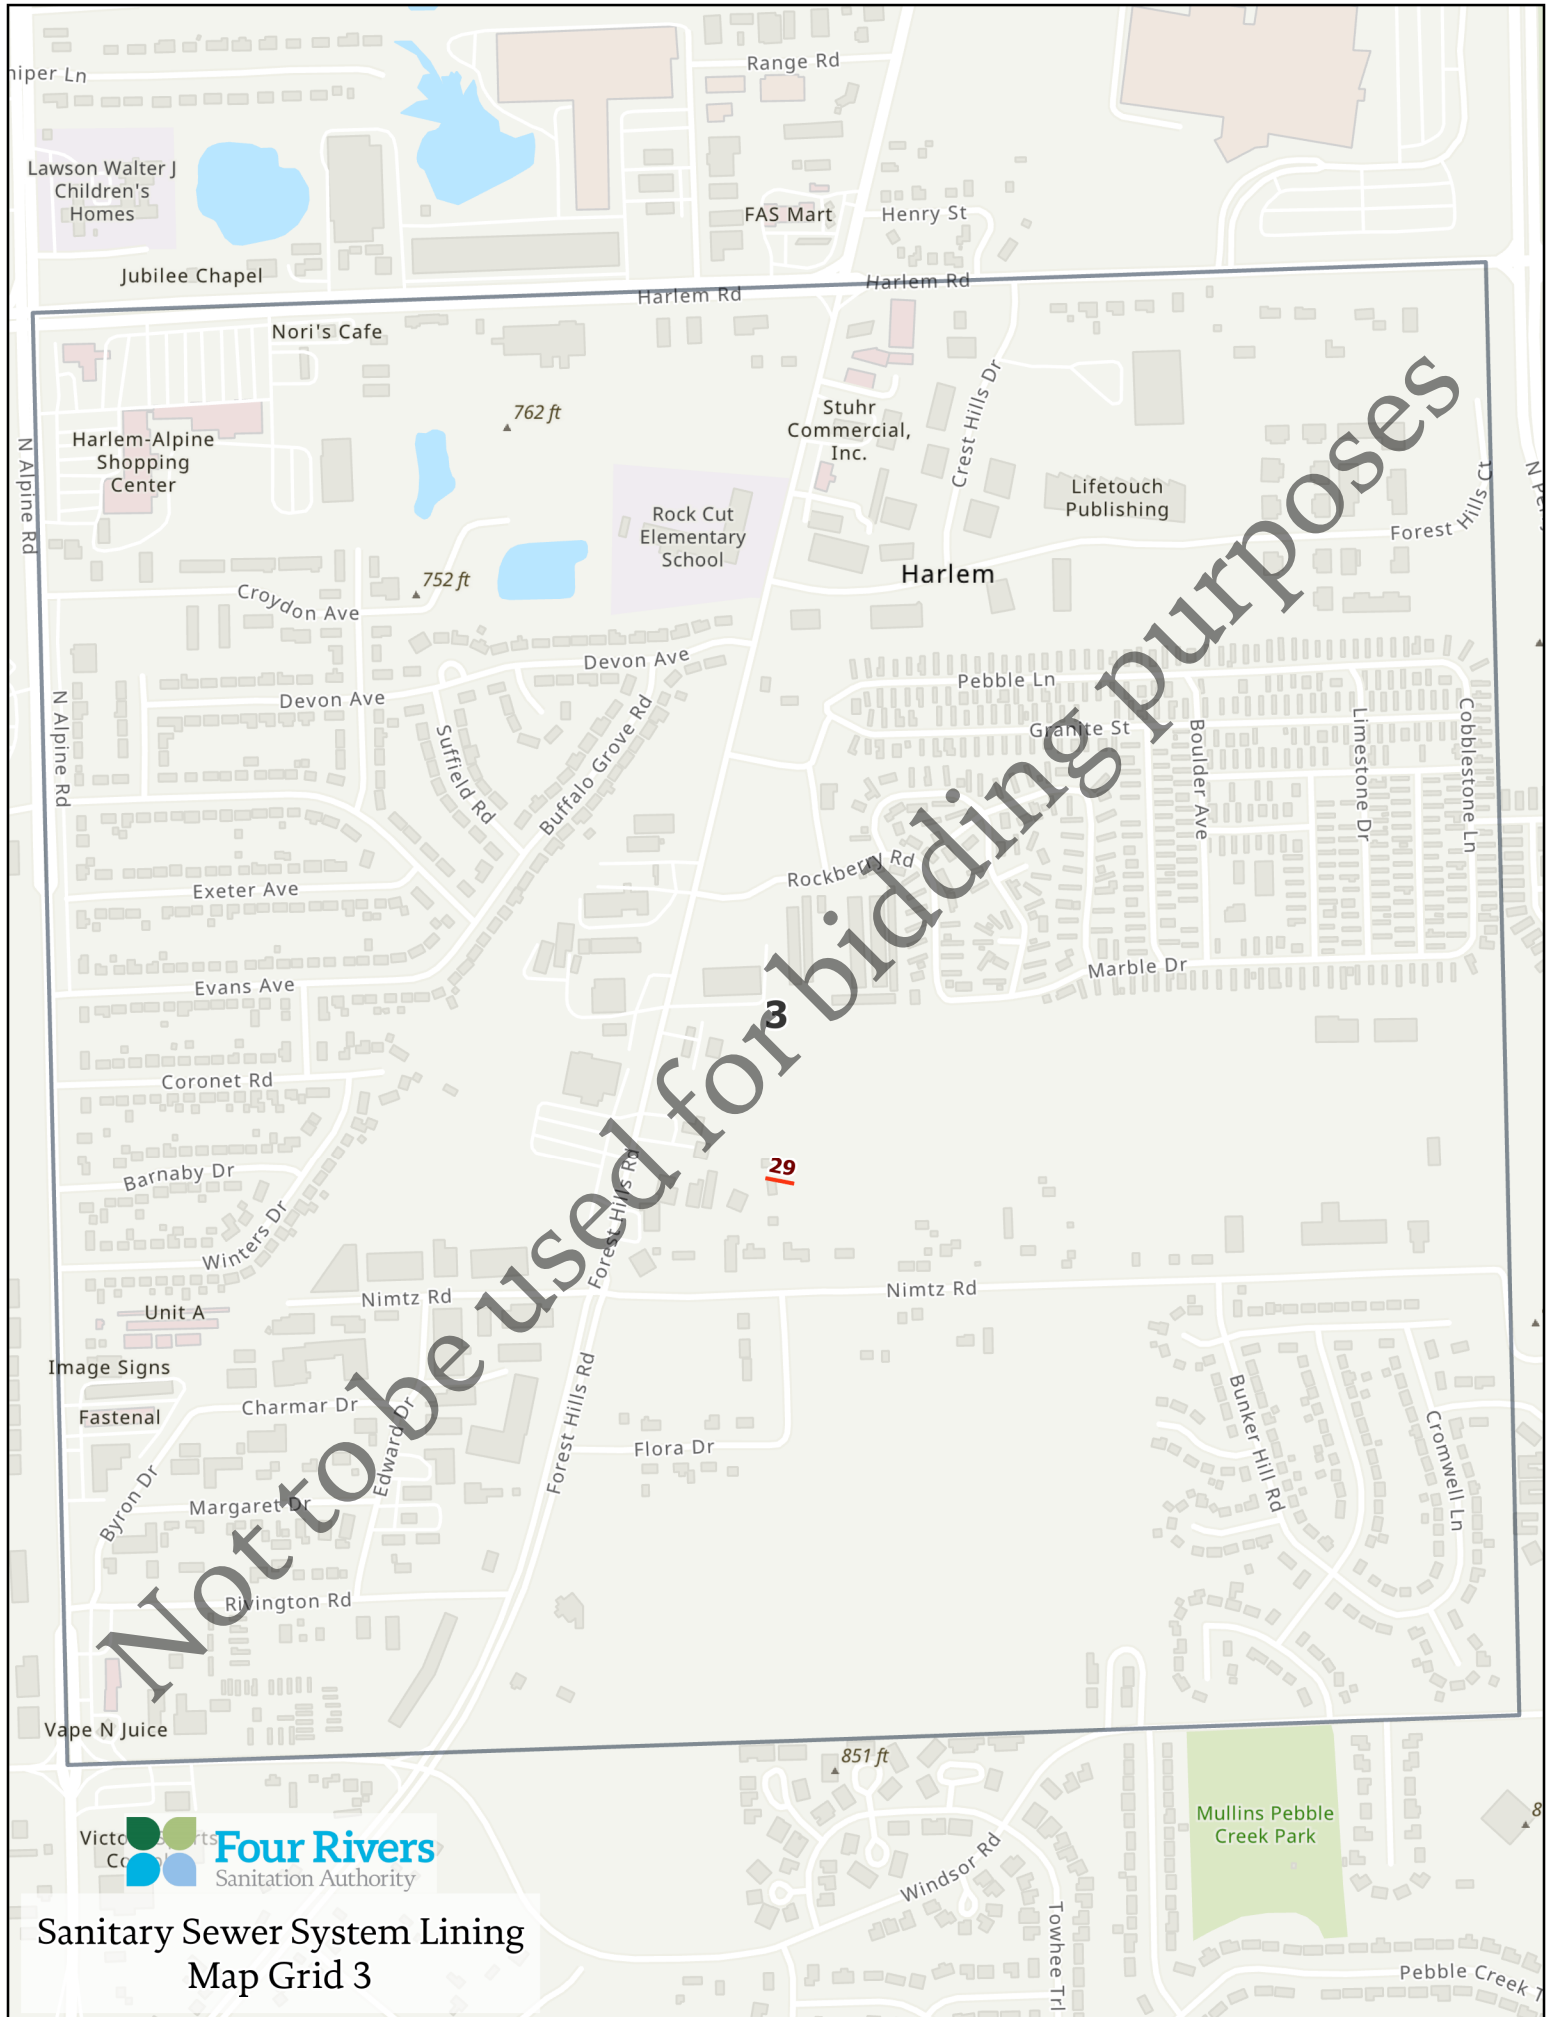 niper Ln
Range Rd
Lawson Walter J
Children's
Homes
FAS Mart
Henry St
Jubilee Chapel
Harlem Rd
Harlem Rd
Nori's Cafe
762 ft
Stuhr
Commercial,
Inc.
Crest Hills Dr
N Alpine Rd
Harlem-Alpine
Shopping
Center
Lifetouch
Publishing
Rock Cut
Elementary
School
Forest Hills Ct
Harlem
752 ft
Croydon Ave
Devon Ave
Pebble Ln
Devon Ave
N Alpine Rd
Granite St
Suffield Rd
Buffalo Grove Rd
Boulder Ave
Limestone Dr
Cobblestone Ln
Rockberry Rd
Exeter Ave
Marble Dr
Evans Ave
3
Coronet Rd
29
Barnaby Dr
Forest Hills Rd
Winters Dr
Nimtz Rd
Nimtz Rd
Unit A
Image Signs
Charmar Dr
Fastenal
Edward Dr
Forest Hills Rd
Flora Dr
Bunker Hill Rd
Cromwell Ln
Byron Dr
Margaret Dr
Rivington Rd
Vape N Juice
851 ft
Mullins Pebble
Creek Park
Windsor Rd
Towhee Trl
Pebble Creek T
Not to be used for bidding purposes
Four Rivers
Sanitation Authority
Sanitary Sewer System Lining
Map Grid 3